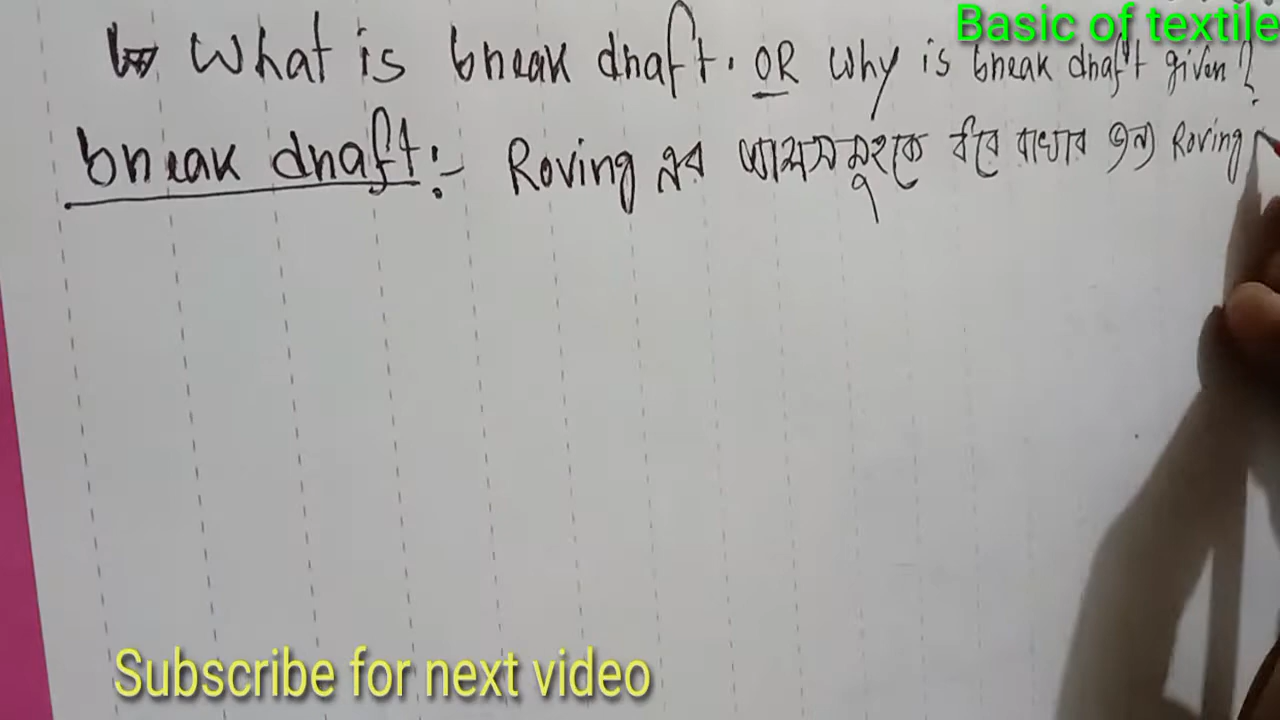 Basic of textile
What is break draft. OR why is break draft given?
break draft:- Roving এর আঁশসমূহকে ধরে রাখার জন্য Roving
Subscribe for next video